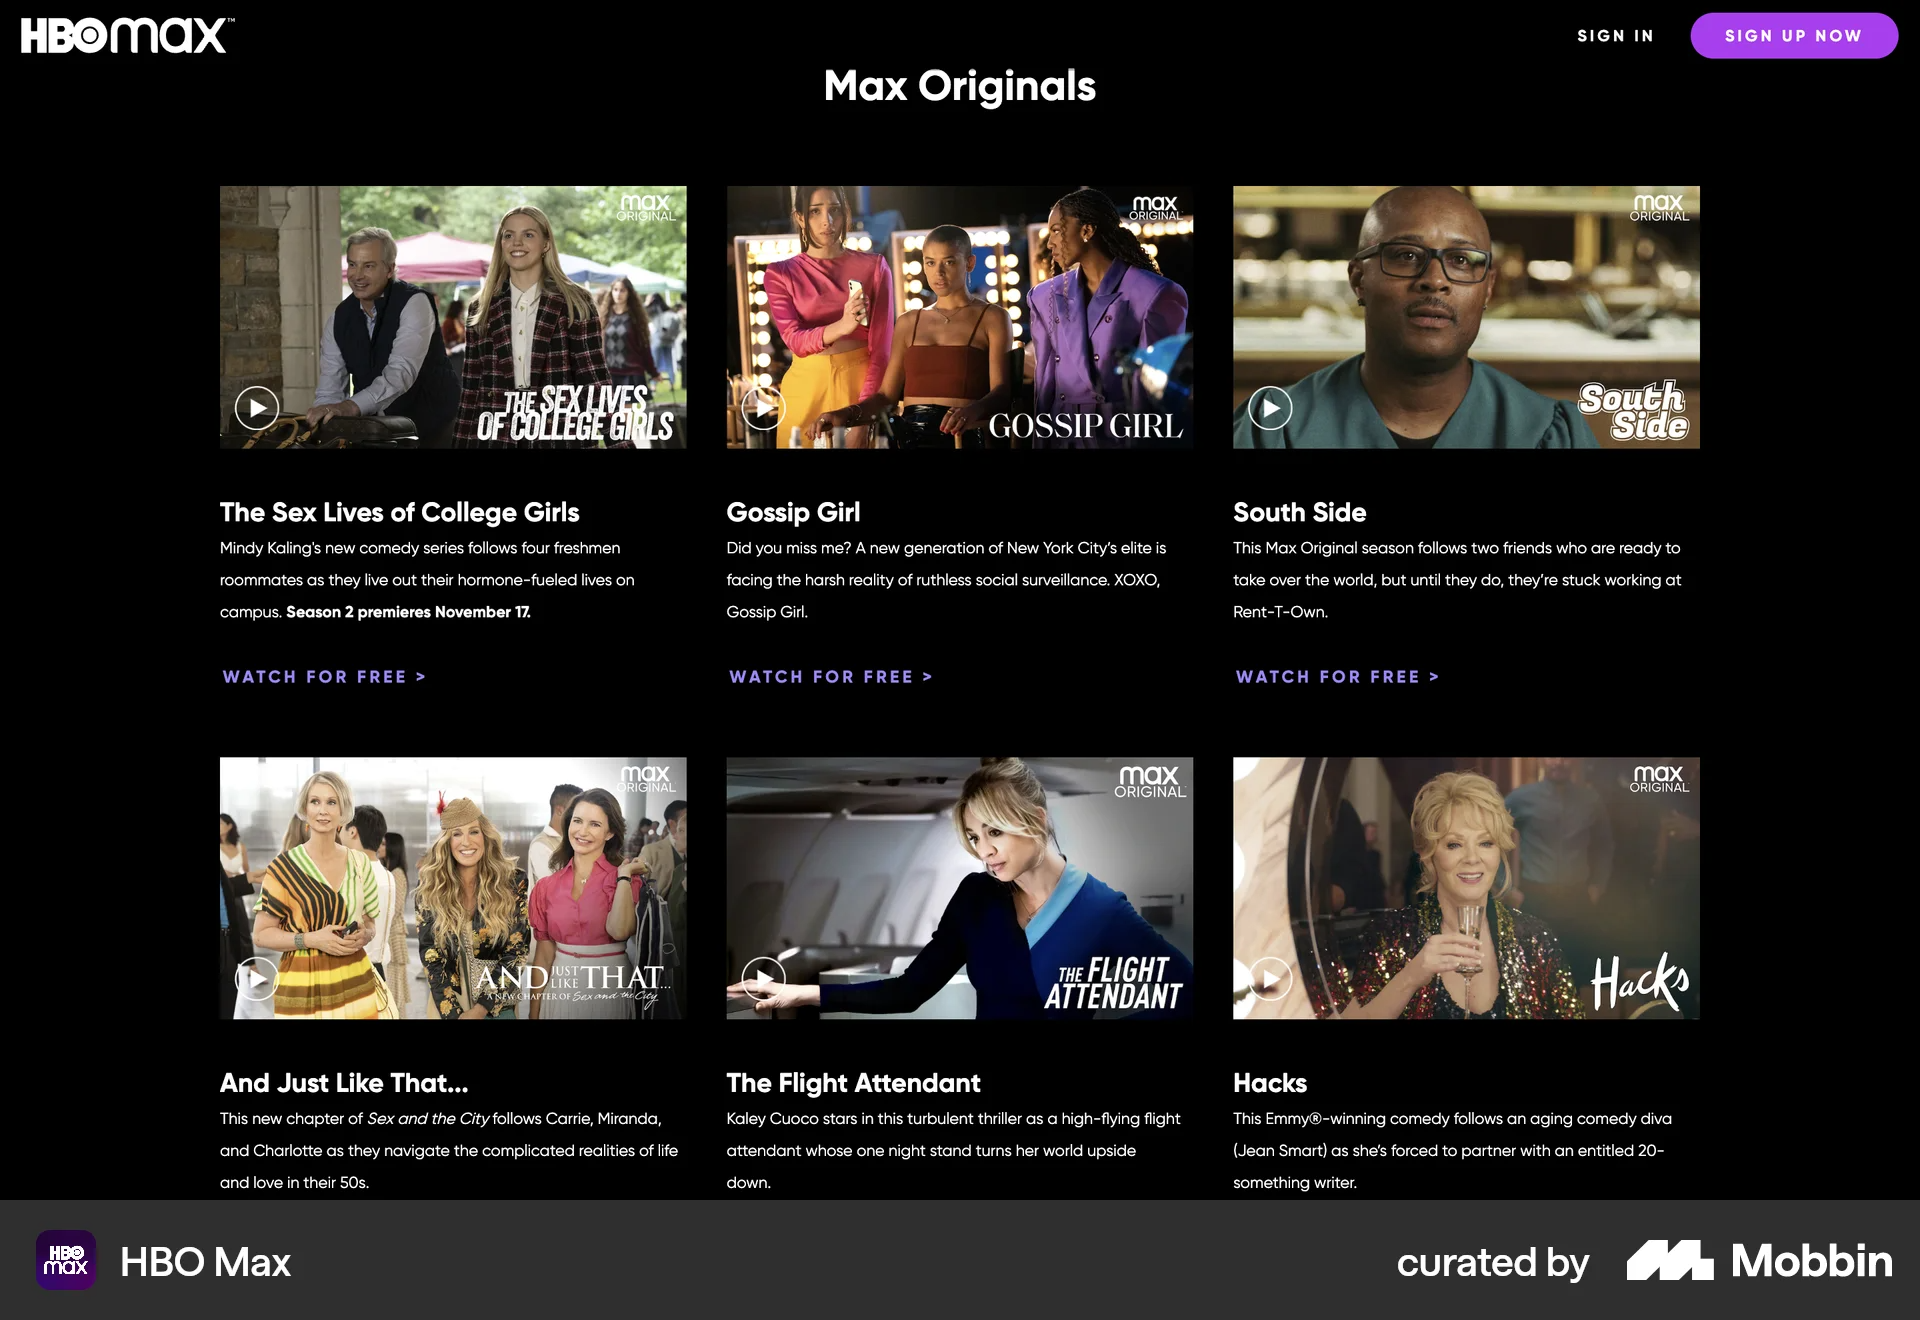 HBOmax™
SIGN IN
SIGN UP NOW
Max Originals
max
ORIGINAL
THE SEX LIVES
OF COLLEGE GIRLS
max
ORIGINAL
GOSSIP GIRL
max
ORIGINAL
South
Side
The Sex Lives of College Girls
Mindy Kaling's new comedy series follows four freshmen
roommates as they live out their hormone-fueled lives on
campus. Season 2 premieres November 17.
WATCH FOR FREE >
Gossip Girl
Did you miss me? A new generation of New York City’s elite is
facing the harsh reality of ruthless social surveillance. XOXO,
Gossip Girl.
WATCH FOR FREE >
South Side
This Max Original season follows two friends who are ready to
take over the world, but until they do, they’re stuck working at
Rent-T-Own.
WATCH FOR FREE >
max
ORIGINAL
AND JUST LIKE THAT...
A NEW CHAPTER OF Sex and the City
max
ORIGINAL
THE FLIGHT
ATTENDANT
max
ORIGINAL
Hacks
And Just Like That...
This new chapter of Sex and the City follows Carrie, Miranda,
and Charlotte as they navigate the complicated realities of life
and love in their 50s.
The Flight Attendant
Kaley Cuoco stars in this turbulent thriller as a high-flying flight
attendant whose one night stand turns her world upside
down.
Hacks
This Emmy®-winning comedy follows an aging comedy diva
(Jean Smart) as she’s forced to partner with an entitled 20-
something writer.
HBO
max
HBO Max
curated by
Mobbin